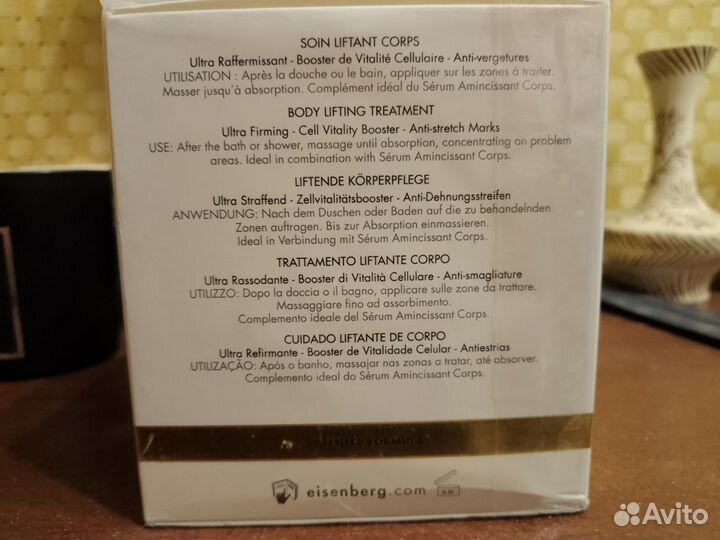 SOIN LIFTANT CORPS
Ultra Raffermissant - Booster de Vitalité Cellulaire - Anti-vergetures
UTILISATION : Après la douche ou le bain, appliquer sur les zones à traiter.
Masser jusqu'à absorption. Complément idéal du Sérum Amincissant Corps.
BODY LIFTING TREATMENT
Ultra Firming - Cell Vitality Booster - Anti-stretch Marks
USE: After the bath or shower, massage until absorption, concentrating on problem
areas. Ideal in combination with Sérum Amincissant Corps.
LIFTENDE KÖRPERPFLEGE
Ultra Straffend - Zellvitalitätsbooster - Anti-Dehnungsstreifen
ANWENDUNG: Nach dem Duschen oder Baden auf die zu behandelnden
Zonen auftragen. Bis zur Absorption einmassieren.
Ideal in Verbindung mit Sérum Amincissant Corps.
TRATTAMENTO LIFTANTE CORPO
Ultra Rassodante - Booster di Vitalità Cellulare - Anti-smagliature
UTILIZZO: Dopo la doccia o il bagno, applicare sulle zone da trattare.
Massaggiare fino ad assorbimento.
Complemento ideale del Sérum Amincissant Corps.
CUIDADO LIFTANTE DE CORPO
Ultra Refirmante - Booster de Vitalidade Celular - Antiestrias
UTILIZAÇÃO: Após o banho, massajar nas zonas a tratar, até absorver.
Complemento ideal do Sérum Amincissant Corps.
PATENTED FORMULA
eisenberg.com
6M
Avito